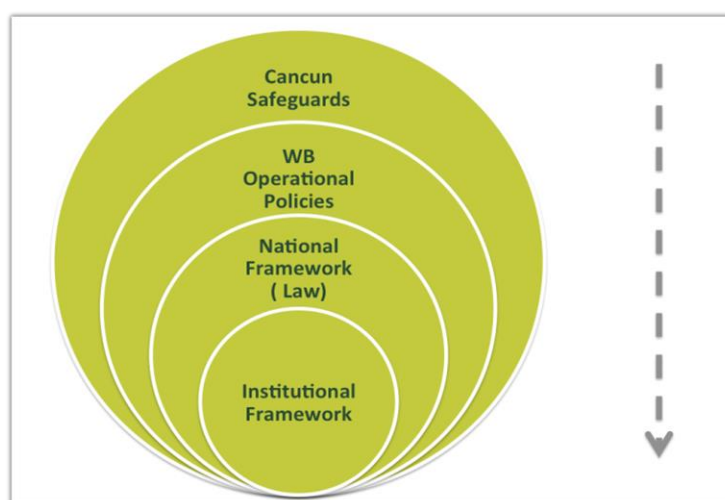 Cancun
Safeguards
WB
Operational
Policies
National
Framework
( Law)
Institutional
Framework